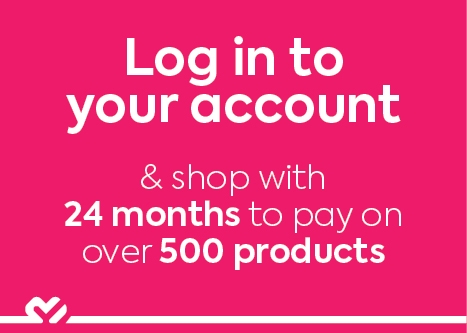 Log in to
your account
& shop with
24 months to pay on
over 500 products